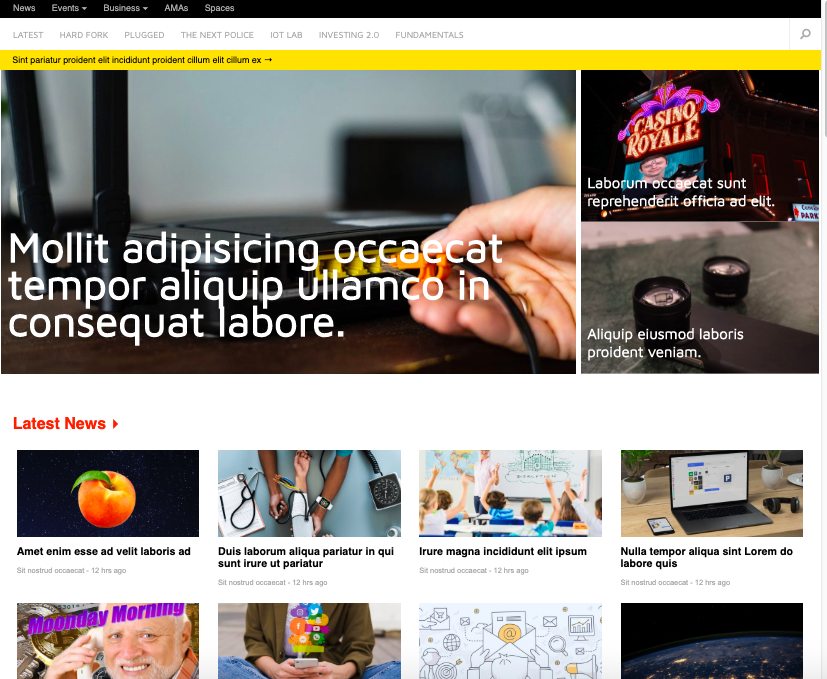 News Events Business AMAs Spaces
LATEST HARD FORK PLUGGED THE NEXT POLICE IOT LAB INVESTING 2.0 FUNDAMENTALS
Sint pariatur proident elit incididunt proident cillum elit cillum ex →
Mollit adipisicing occaecat
tempor aliquip ullamco in
consequat labore.
CASINO
ROYALE
Laborum occaecat sunt
reprehenderit officia ad elit.
Aliquip eiusmod laboris
proident veniam.
Latest News
Amet enim esse ad velit laboris ad
Sit nostrud occaecat - 12 hrs ago
Duis laborum aliqua pariatur in qui
sunt irure ut pariatur
Sit nostrud occaecat - 12 hrs ago
Irure magna incididunt elit ipsum
Sit nostrud occaecat - 12 hrs ago
Nulla tempor aliqua sint Lorem do
labore quis
Sit nostrud occaecat - 12 hrs ago
Moonday Morning